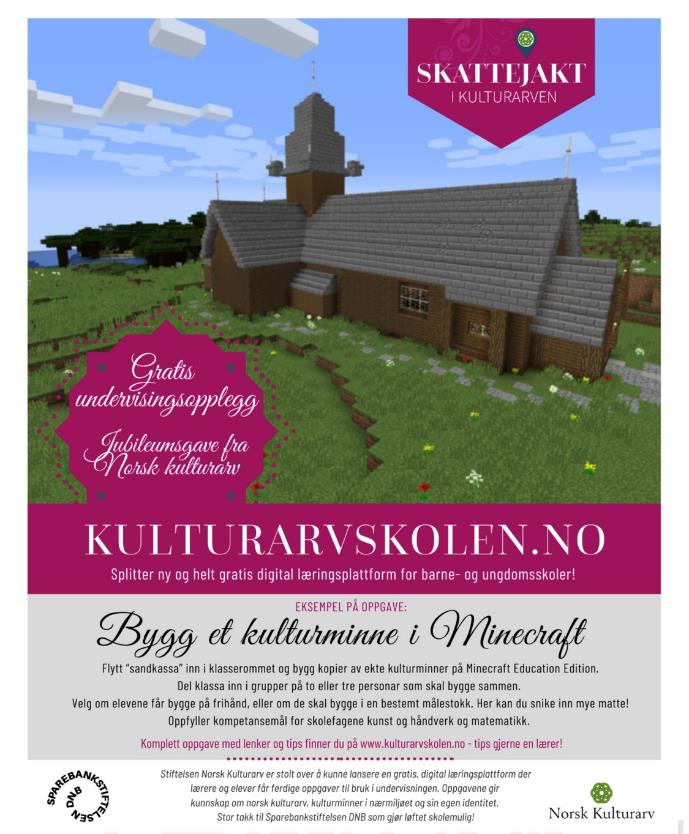 SKATTEJAKT
I KULTURARVEN
Gratis
undervisingsopplegg
Jubileumsgave fra
Norsk kulturarv
KULTURARVSKOLEN.NO
Splitter ny og helt gratis digital læringsplattform for barne- og ungdomsskoler!
EKSEMPEL PÅ OPPGAVE:
Bygg et kulturminne i Minecraft
Flytt "sandkassa" inn i klasserommet og bygg kopier av ekte kulturminner på Minecraft Education Edition.
Del klassa inn i grupper på to eller tre personar som skal bygge sammen.
Velg om elevene får bygge på frihånd, eller om de skal bygge i en bestemt målestokk. Her kan du snike inn mye matte!
Oppfyller kompetansemål for skolefagene kunst og håndverk og matematikk.
Komplett oppgave med lenker og tips finner du på www.kulturarvskolen.no - tips gjerne en lærer!
SPAREBANKSTIFTELSEN
DNB
Stiftelsen Norsk Kulturarv er stolt over å kunne lansere en gratis, digital læringsplattform der
lærere og elever får ferdige oppgaver til bruk i undervisningen. Oppgavene gir
kunnskap om norsk kulturarv, kulturminner i nærmiljøet og sin egen identitet.
Stor takk til Sparebankstiftelsen DNB som gjør løftet skolemulig!
Norsk Kulturarv